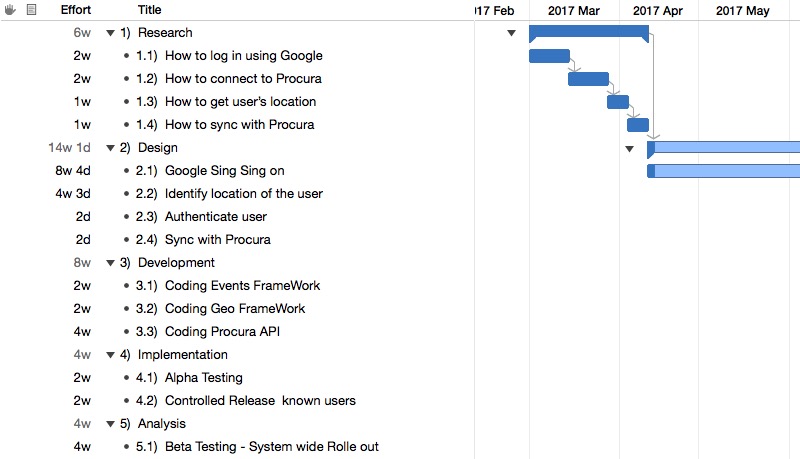 Effort Title 2017 Feb 2017 Mar 2017 Apr 2017 May
6w 1) Research
2w 1.1) How to log in using Google
2w 1.2) How to connect to Procura
1w 1.3) How to get user's location
1w 1.4) How to sync with Procura
14w 1d 2) Design
8w 4d 2.1) Google Sing Sing on
4w 3d 2.2) Identify location of the user
2d 2.3) Authenticate user
2d 2.4) Sync with Procura
8w 3) Development
2w 3.1) Coding Events FrameWork
2w 3.2) Coding Geo FrameWork
4w 3.3) Coding Procura API
4w 4) Implementation
2w 4.1) Alpha Testing
2w 4.2) Controlled Release known users
4w 5) Analysis
4w 5.1) Beta Testing - System wide Rolle out